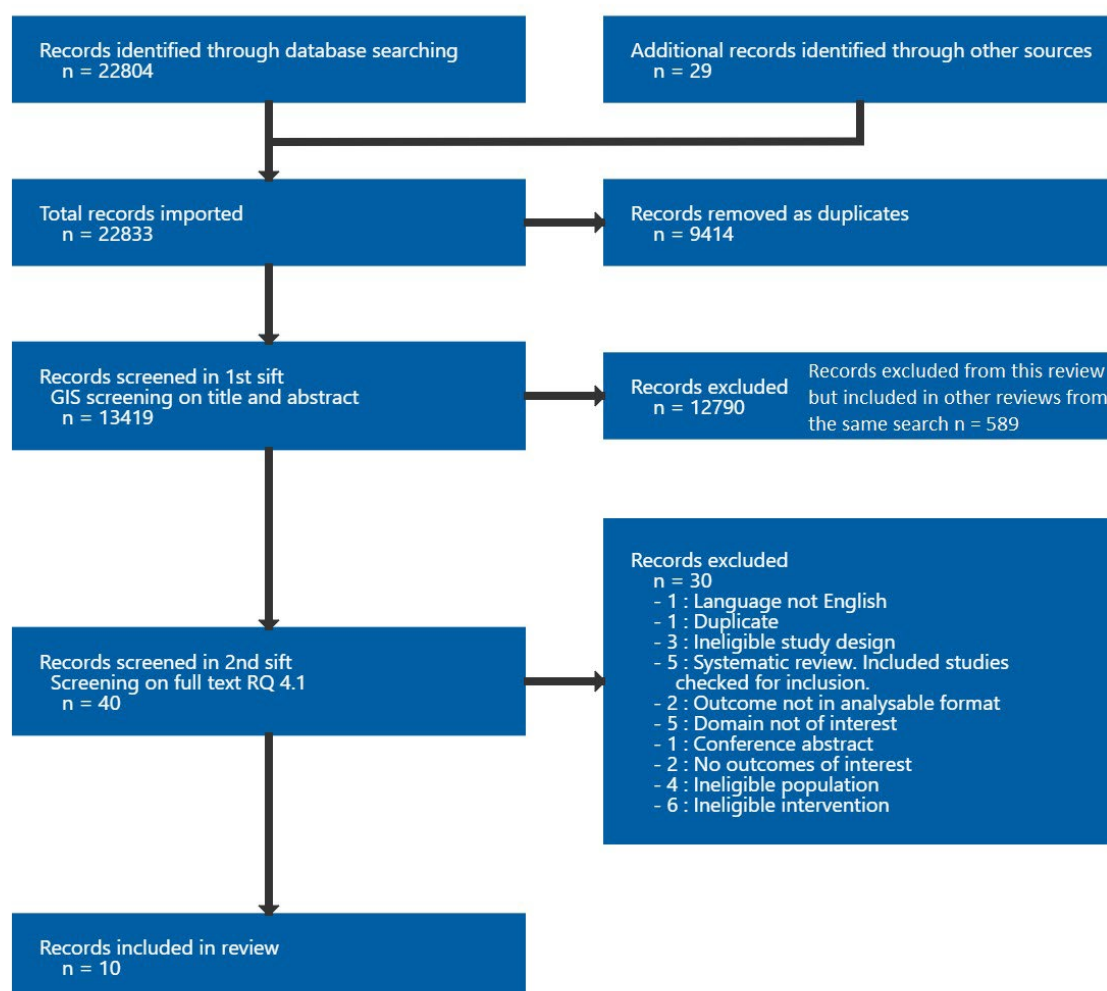 Records identified through database searching
n = 22804
Additional records identified through other sources
n = 29
Total records imported
n = 22833
Records removed as duplicates
n = 9414
Records screened in 1st sift
GIS screening on title and abstract
n = 13419
Records excluded
n = 12790
Records excluded from this review
but included in other reviews from
the same search n = 589
Records screened in 2nd sift
Screening on full text RQ 4.1
n = 40
Records excluded
n = 30
- 1 : Language not English
- 1 : Duplicate
- 3 : Ineligible study design
- 5 : Systematic review. Included studies
checked for inclusion.
- 2 : Outcome not in analysable format
- 5 : Domain not of interest
- 1 : Conference abstract
- 2 : No outcomes of interest
- 4 : Ineligible population
- 6 : Ineligible intervention
Records included in review
n = 10